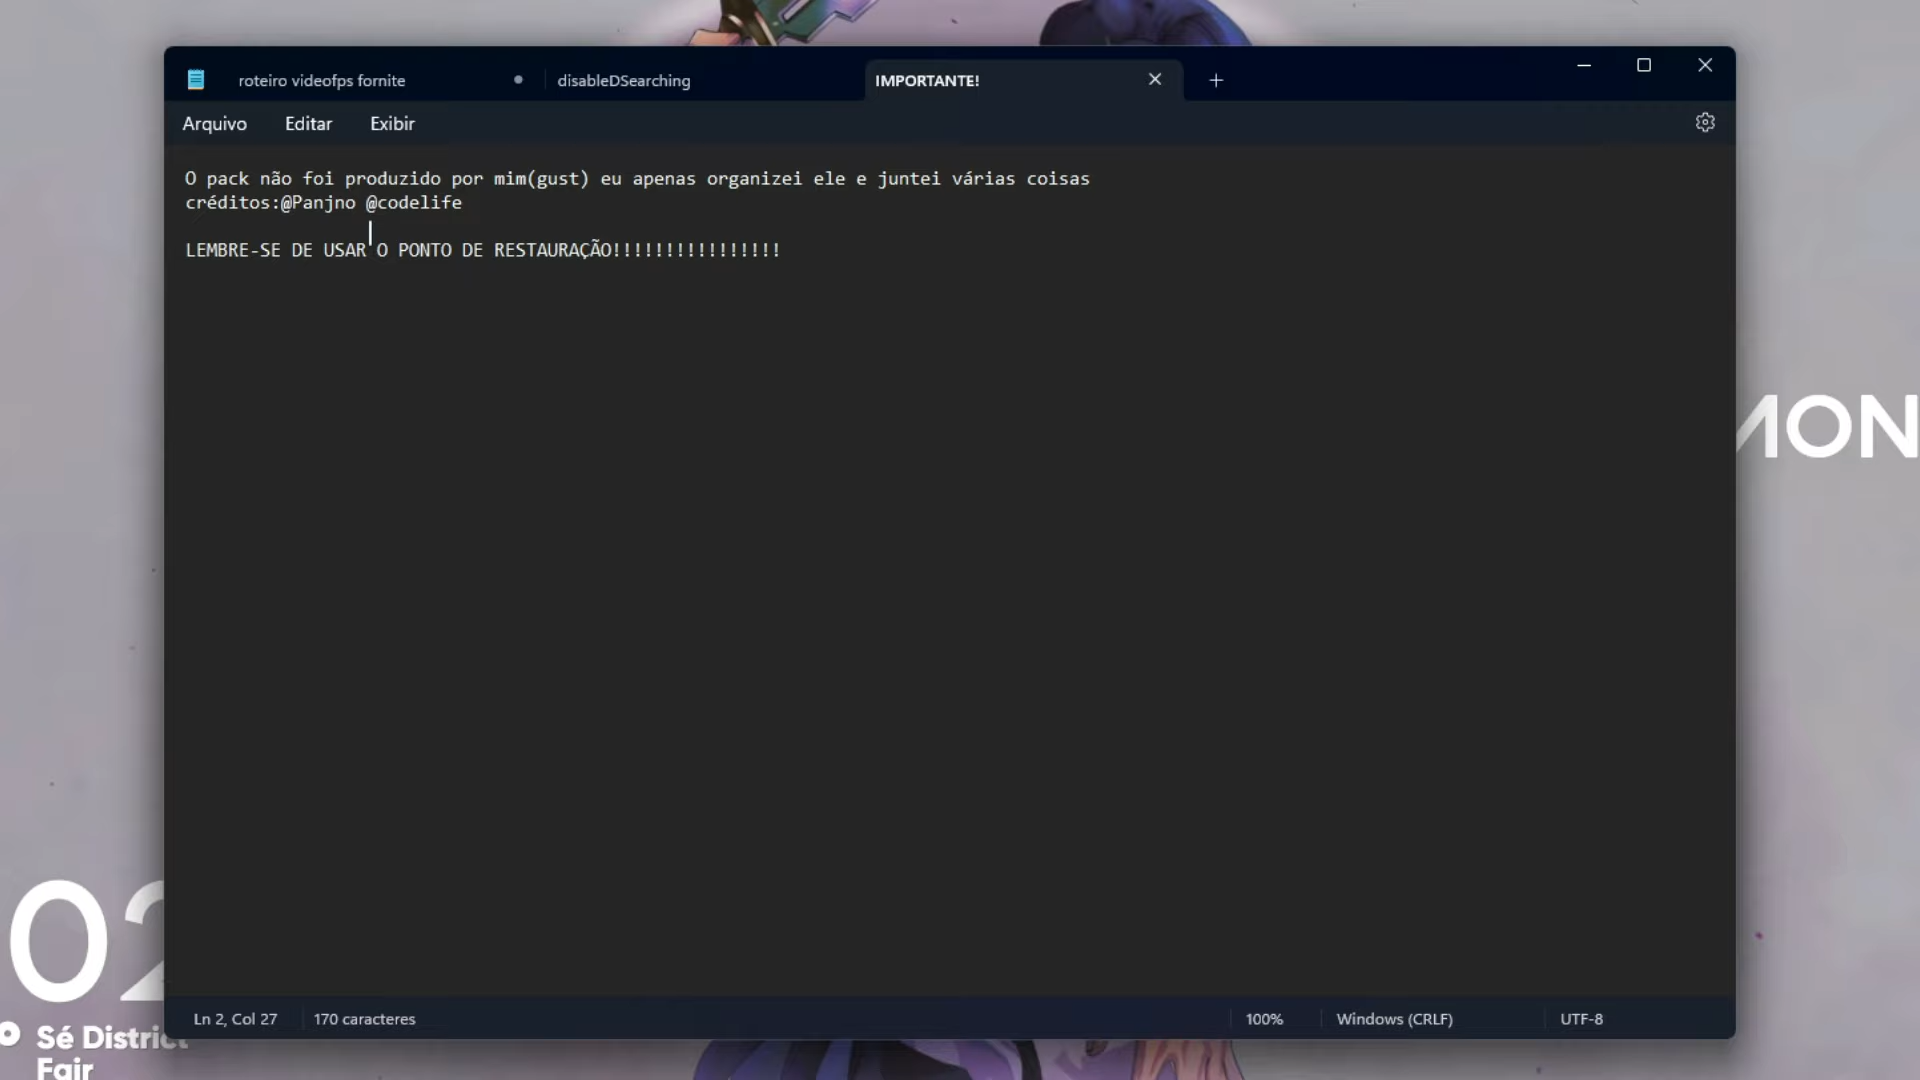 roteiro videofps fornite
disableDSearching
IMPORTANTE!
Arquivo
Editar
Exibir
O pack não foi produzido por mim(gust) eu apenas organizei ele e juntei várias coisas
créditos:@Panjno @codelife
LEMBRE-SE DE USAR O PONTO DE RESTAURAÇÃO!!!!!!!!!!!!!!!!
MON
02
Sé District
Fair
Ln 2, Col 27
170 caracteres
100%
Windows (CRLF)
UTF-8